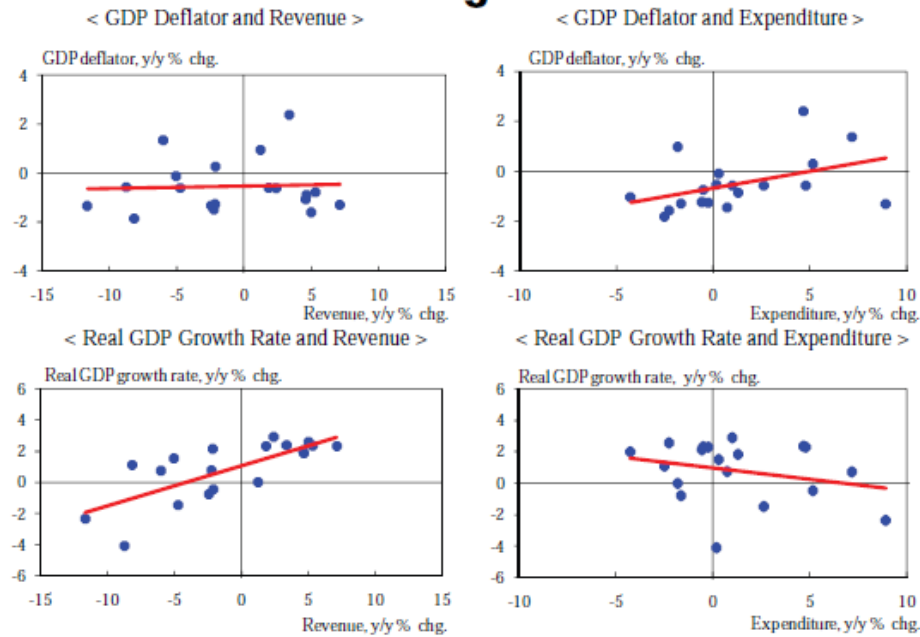 < GDP Deflator and Revenue >
GDP deflator, y/y % chg.
4
2
0
-2
-4
-15 -10 -5 0 5 10 15
Revenue, y/y % chg.
< GDP Deflator and Expenditure >
GDP deflator, y/y % chg.
4
2
0
-2
-4
-10 -5 0 5 10
Expenditure, y/y % chg.
< Real GDP Growth Rate and Revenue >
Real GDP growth rate, y/y % chg.
6
4
2
0
-2
-4
-6
-15 -10 -5 0 5 10 15
Revenue, y/y % chg.
< Real GDP Growth Rate and Expenditure >
Real GDP growth rate, y/y % chg.
6
4
2
0
-2
-4
-6
-10 -5 0 5 10
Expenditure, y/y % chg.